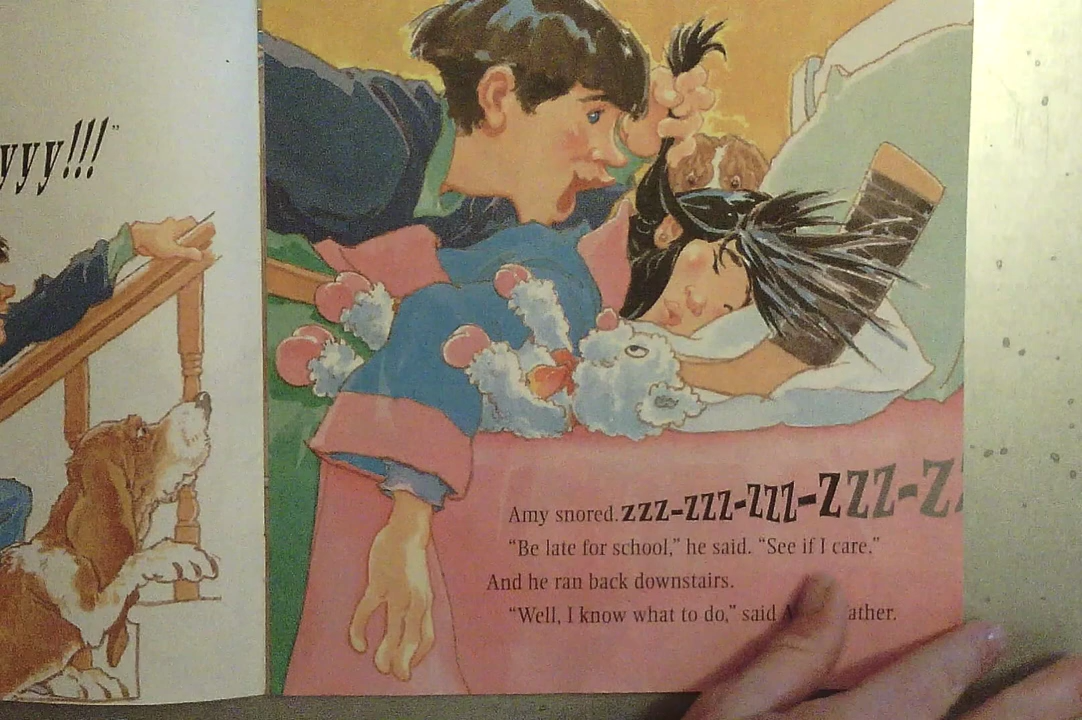 yyy!!!”
Amy snored. zzz-zzz-zzz-zzz-z
“Be late for school,” he said. “See if I care.”
And he ran back downstairs.
“Well, I know what to do,” said